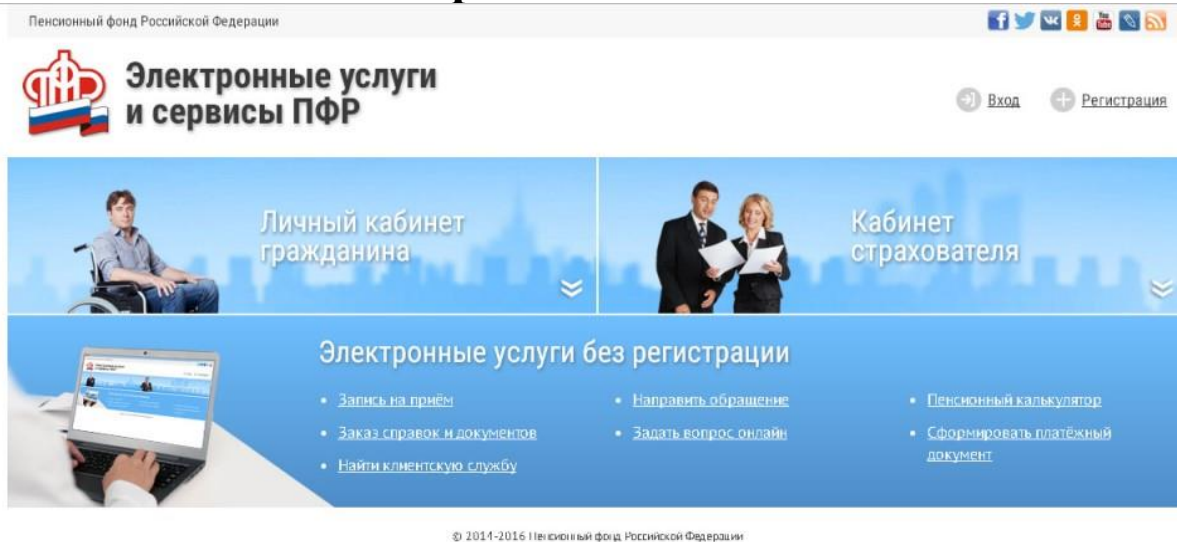 Пенсионный фонд Российской Федерации
Электронные услуги
и сервисы ПФР
Вход
Регистрация
Личный кабинет
гражданина
Кабинет
страхователя
Электронные услуги без регистрации
Запись на приём
Заказ справок и документов
Найти клиентскую службу
Направить обращение
Задать вопрос онлайн
Пенсионный калькулятор
Сформировать платёжный
документ
© 2014-2016 Пенсионный фонд Российской Федерации